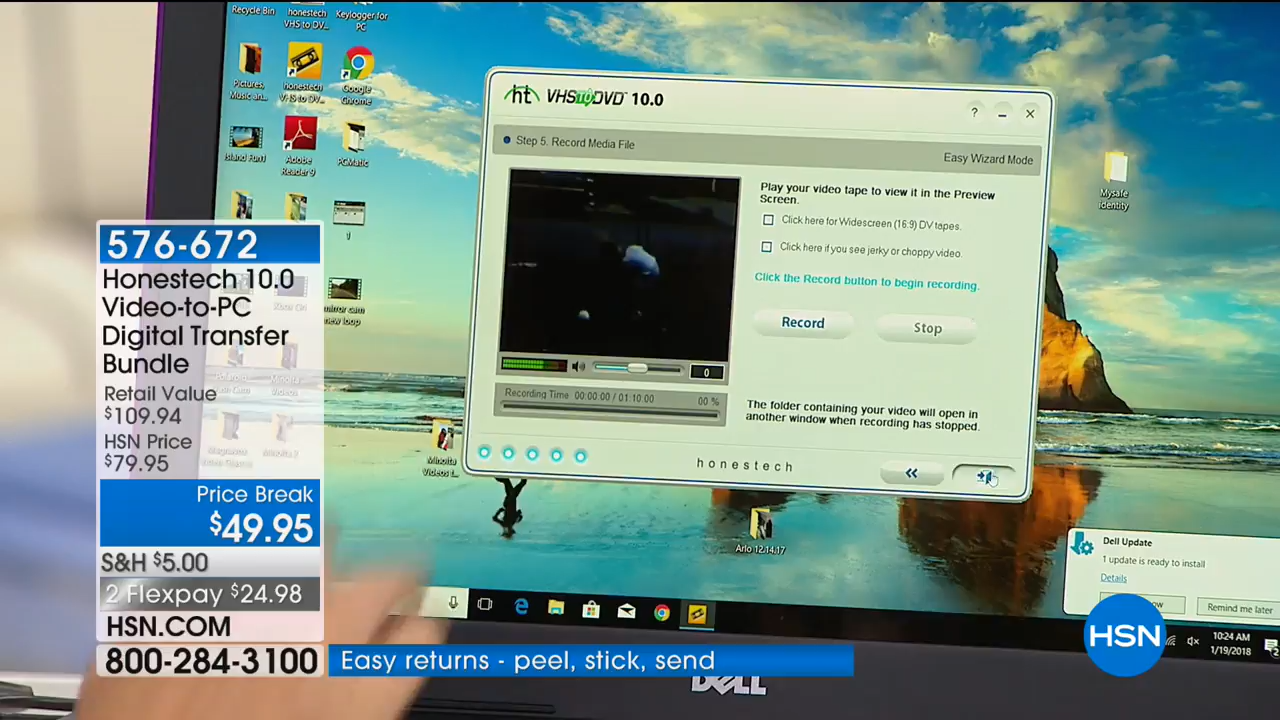 Recycle Bin
honestech
VHS to DV...
Keylogger for
PC
Pictures,
Music an...
honestech
VHS to DV...
Google
Chrome
Island Fun1
Adobe
Reader 9
PCMatic
1
mirror cam
new loop
Minolta
Videos t...
Arlo 12.14.17
Mysafe
identity
ht VHS to DVD 10.0
? _ ✕
Step 5. Record Media File
Easy Wizard Mode
Play your video tape to view it in the Preview
Screen.
Click here for Widescreen (16:9) DV tapes.
Click here if you see jerky or choppy video.
Click the Record button to begin recording.
Record
Stop
0
Recording Time 00:00:00 / 01:10:00 00 %
The folder containing your video will open in
another window when recording has stopped.
honestech
Dell Update
1 update is ready to install
Details
Remind me later
10:24 AM
1/19/2018
DELL
576-672
Honestech 10.0
Video-to-PC
Digital Transfer
Bundle
Retail Value
$109.94
HSN Price
$79.95
Price Break
$49.95
S&H $5.00
2 Flexpay $24.98
HSN.COM
800-284-3100
Easy returns - peel, stick, send
HSN